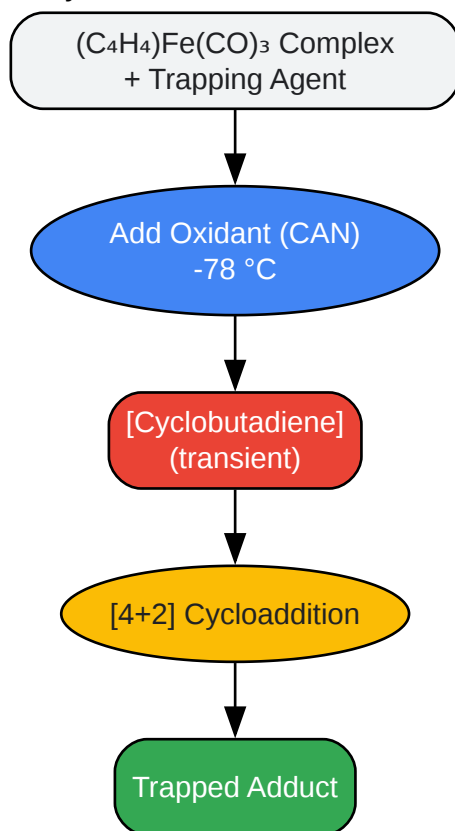 (C₄H₄)Fe(CO)₃ Complex
+ Trapping Agent
Add Oxidant (CAN)
-78 °C
[Cyclobutadiene]
(transient)
[4+2] Cycloaddition
Trapped Adduct